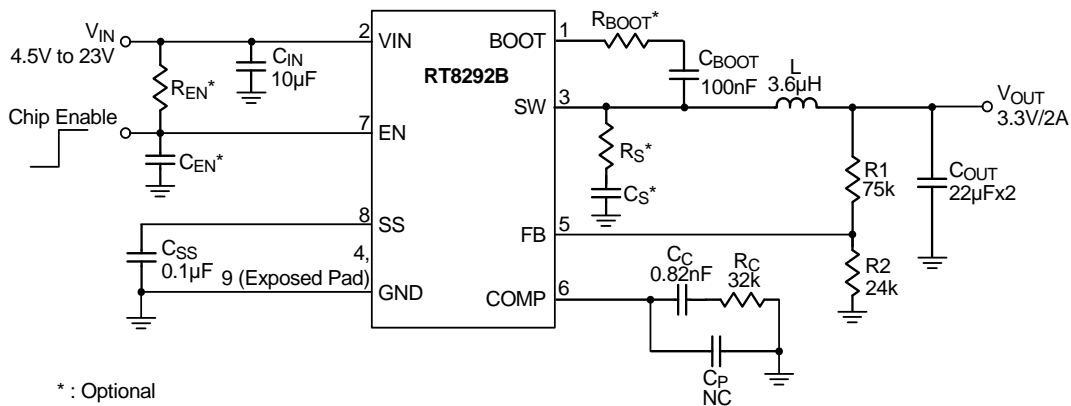 VIN
4.5V to 23V
REN*
Chip Enable
CEN*
CIN
10µF
CSS
0.1µF
2
VIN
7
EN
8
SS
4,
9 (Exposed Pad)
GND
RT8292B
BOOT
1
SW
3
FB
5
COMP
6
RBOOT*
CBOOT
100nF
L
3.6µH
RS*
CS*
VOUT
3.3V/2A
R1
75k
COUT
22µFx2
R2
24k
CC
0.82nF
RC
32k
CP
NC
* : Optional